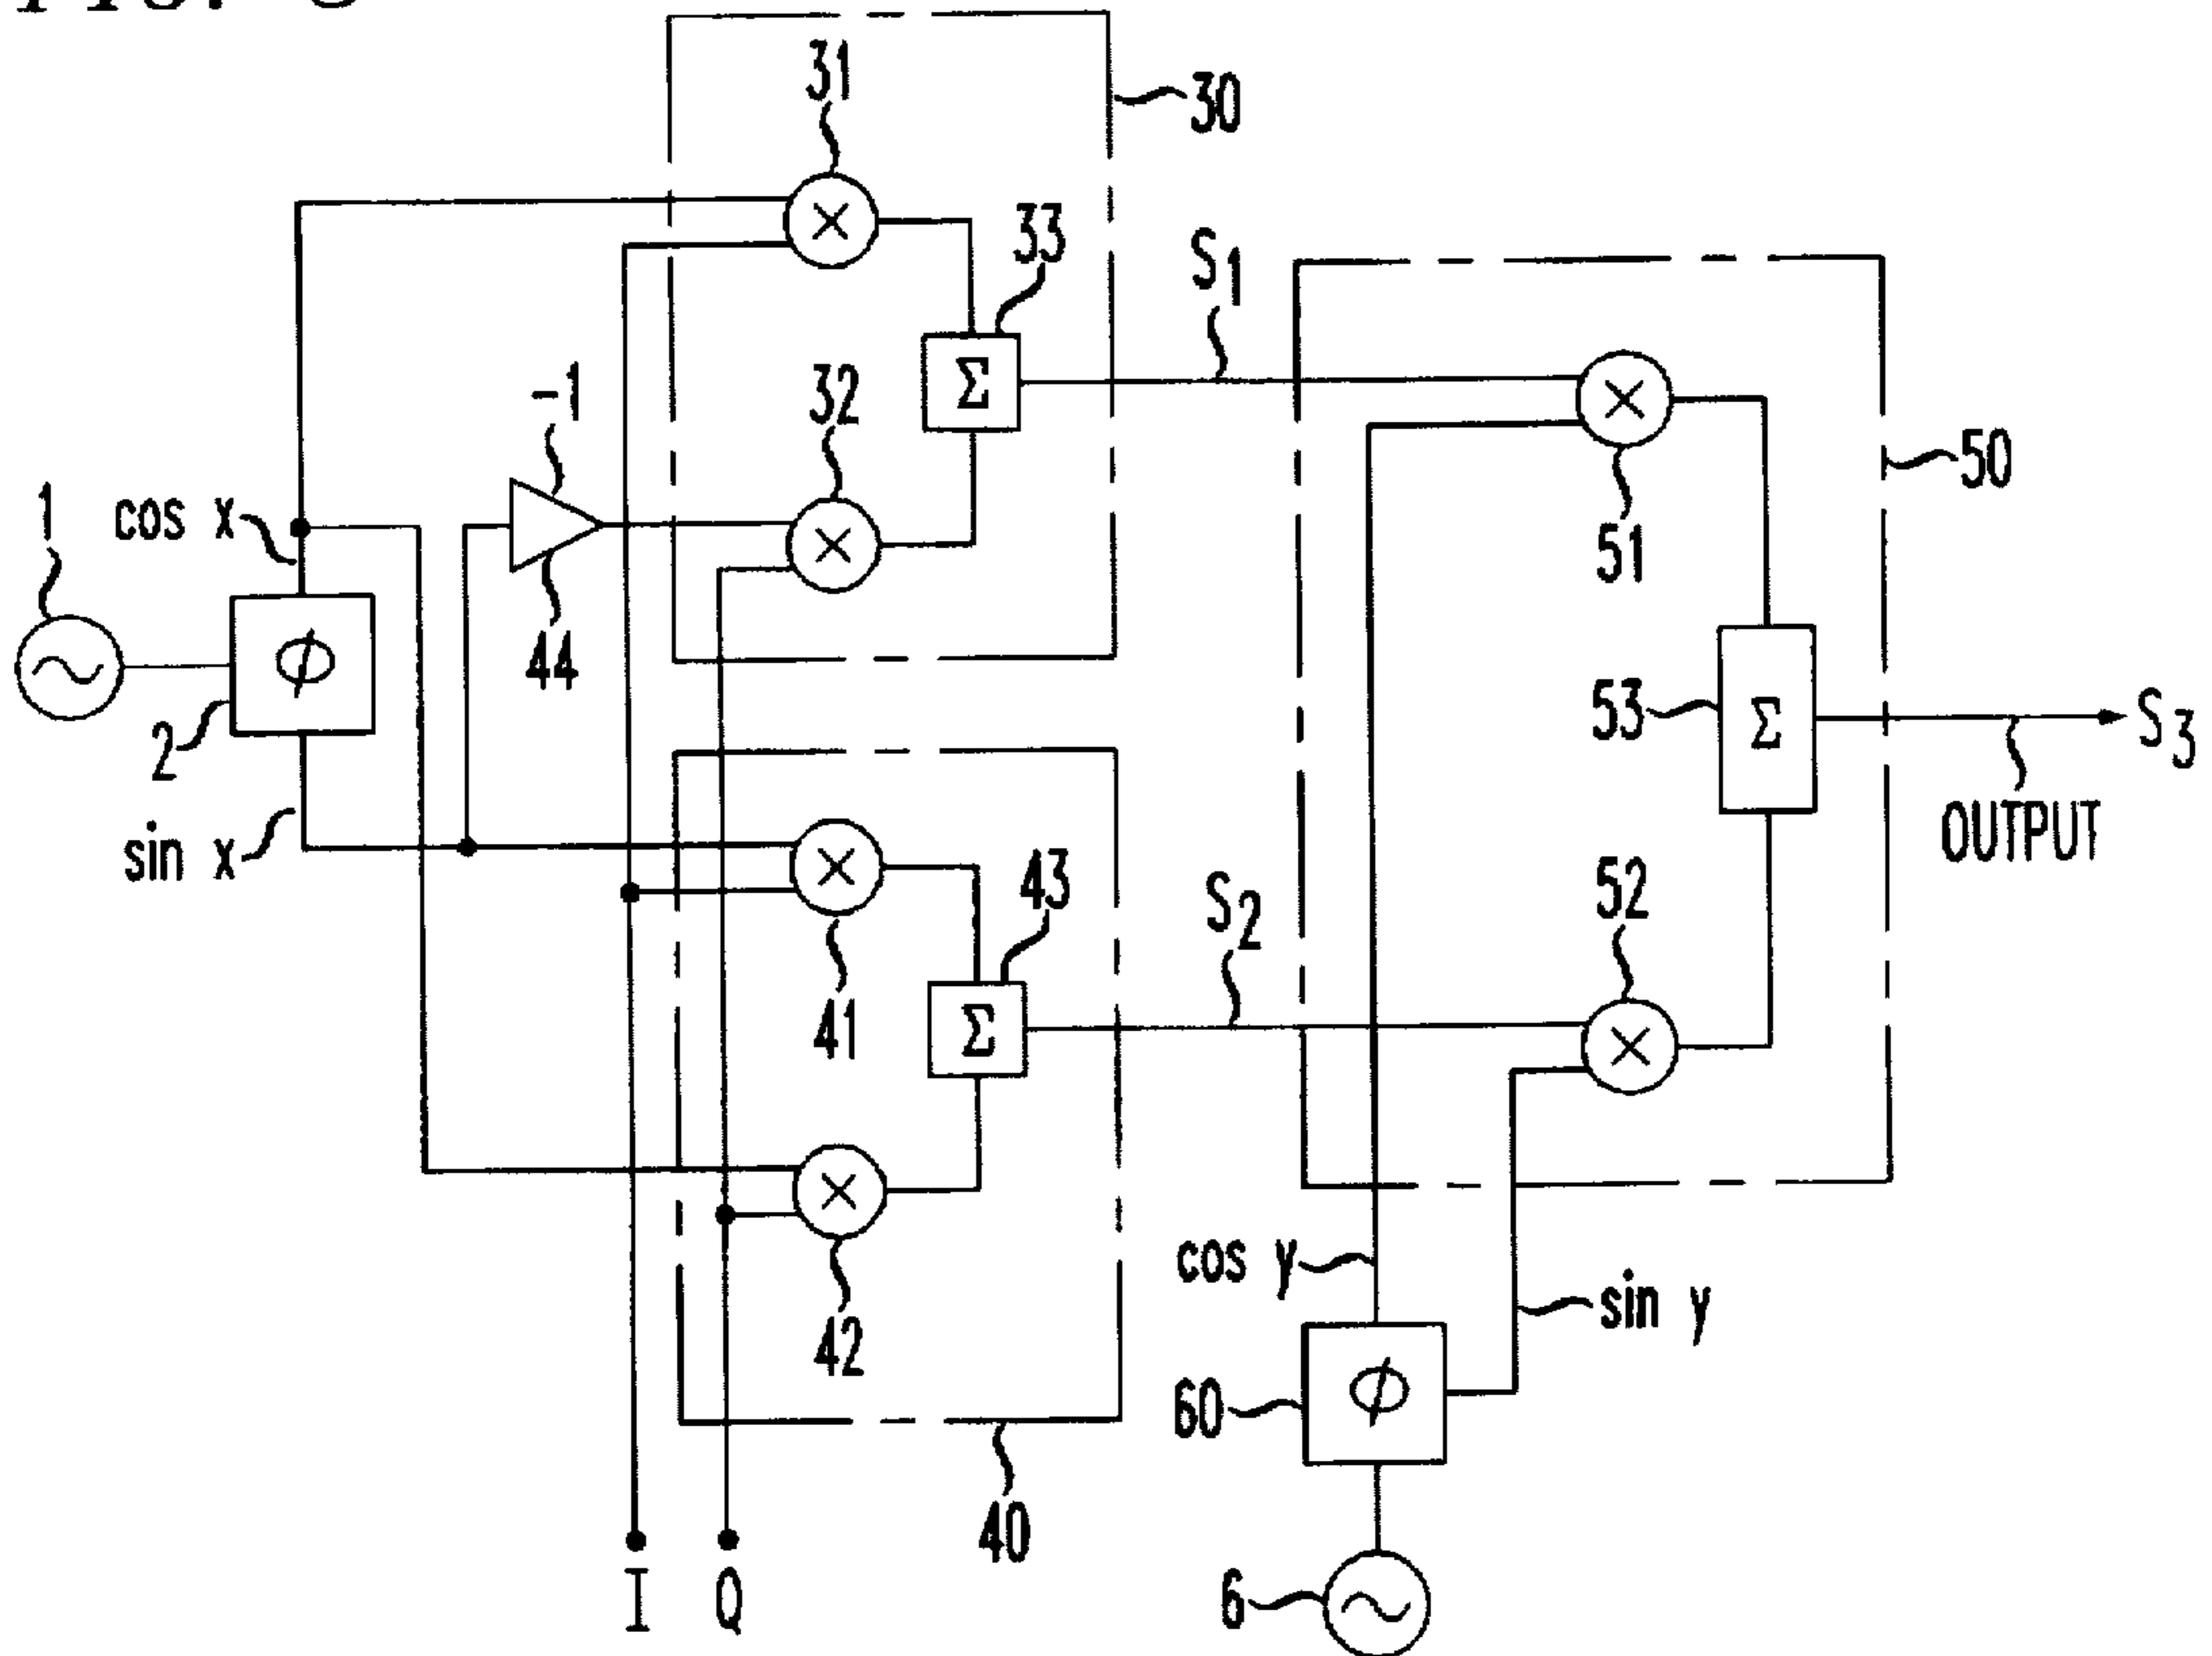 31
30
33
S1
-1
32
50
1
cos x
51
44
2
53
Σ
Σ
S3
φ
OUTPUT
sin x
43
S2
52
41
Σ
42
cos y
sin y
60
φ
40
6
I
Q